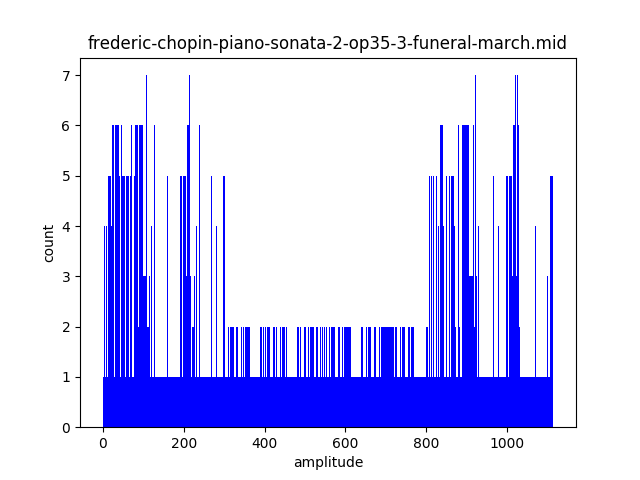 frederic-chopin-piano-sonata-2-op35-3-funeral-march.mid
7
6
5
4
3
2
1
0
count
0 200 400 600 800 1000
amplitude